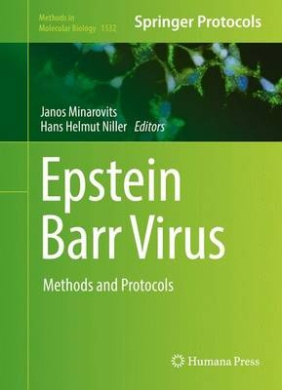 Methods in
Molecular Biology 1532
Springer Protocols
Janos Minarovits
Hans Helmut Niller Editors
Epstein
Barr Virus
Methods and Protocols
Humana Press